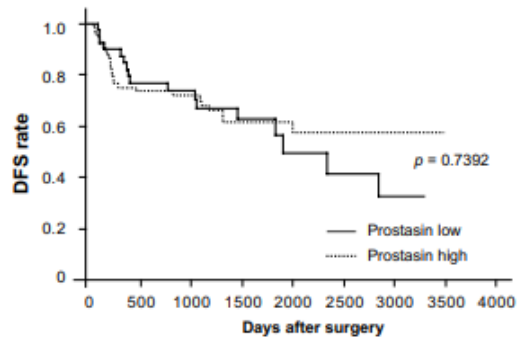 DFS rate
1.0
0.8
0.6
0.4
0.2
0
p = 0.7392
Prostasin low
Prostasin high
0 500 1000 1500 2000 2500 3000 3500 4000
Days after surgery